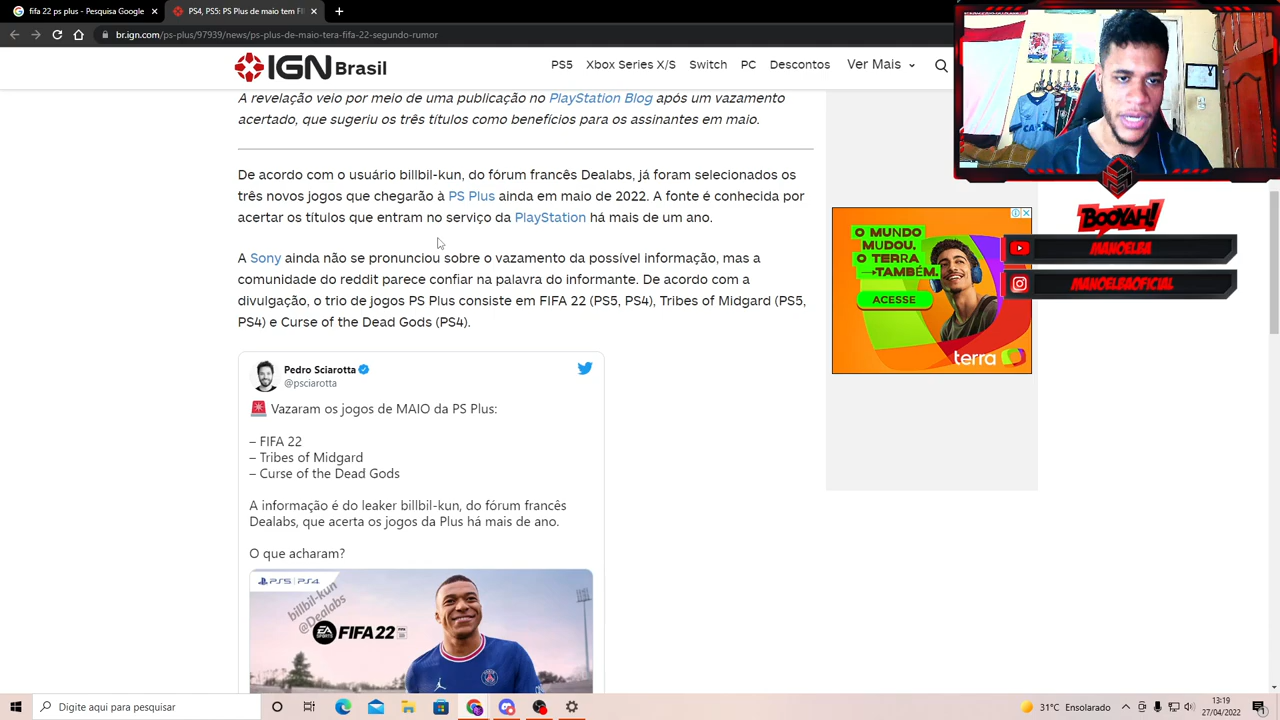 fifa 22 ps plus - Pesquisa Google
PS4, PS5: PS Plus de maio tem Fi
br.ign.com/ps-plus/97939/news/ps-plus-de-maio-tera-fifa-22-segundo-rumor
IGN Brasil
PS5 Xbox Series X/S Switch PC Descontos Ver Mais
A revelação veio por meio de uma publicação no PlayStation Blog após um vazamento
acertado, que sugeriu os três títulos como benefícios para os assinantes em maio.
De acordo com o usuário billbil-kun, do fórum francês Dealabs, já foram selecionados os
três novos jogos que chegarão à PS Plus ainda em maio de 2022. A fonte é conhecida por
acertar os títulos que entram no serviço da PlayStation há mais de um ano.
A Sony ainda não se pronunciou sobre o vazamento da possível informação, mas a
comunidade do reddit parece confiar na palavra do informante. De acordo com a
divulgação, o trio de jogos PS Plus consiste em FIFA 22 (PS5, PS4), Tribes of Midgard (PS5,
PS4) e Curse of the Dead Gods (PS4).
Pedro Sciarotta
@psciarotta
Vazaram os jogos de MAIO da PS Plus:
– FIFA 22
– Tribes of Midgard
– Curse of the Dead Gods
A informação é do leaker billbil-kun, do fórum francês
Dealabs, que acerta os jogos da Plus há mais de ano.
O que acharam?
PS5 PS4
billbil-kun
@Dealabs
EA SPORTS FIFA 22
O MUNDO
MUDOU.
O TERRA
TAMBÉM.
ACESSE
terra
BOOYAH!
MANOELBA
MANOELBAOFICIAL
Digite aqui para pesquisar
31°C Ensolarado
13:19
27/04/2022